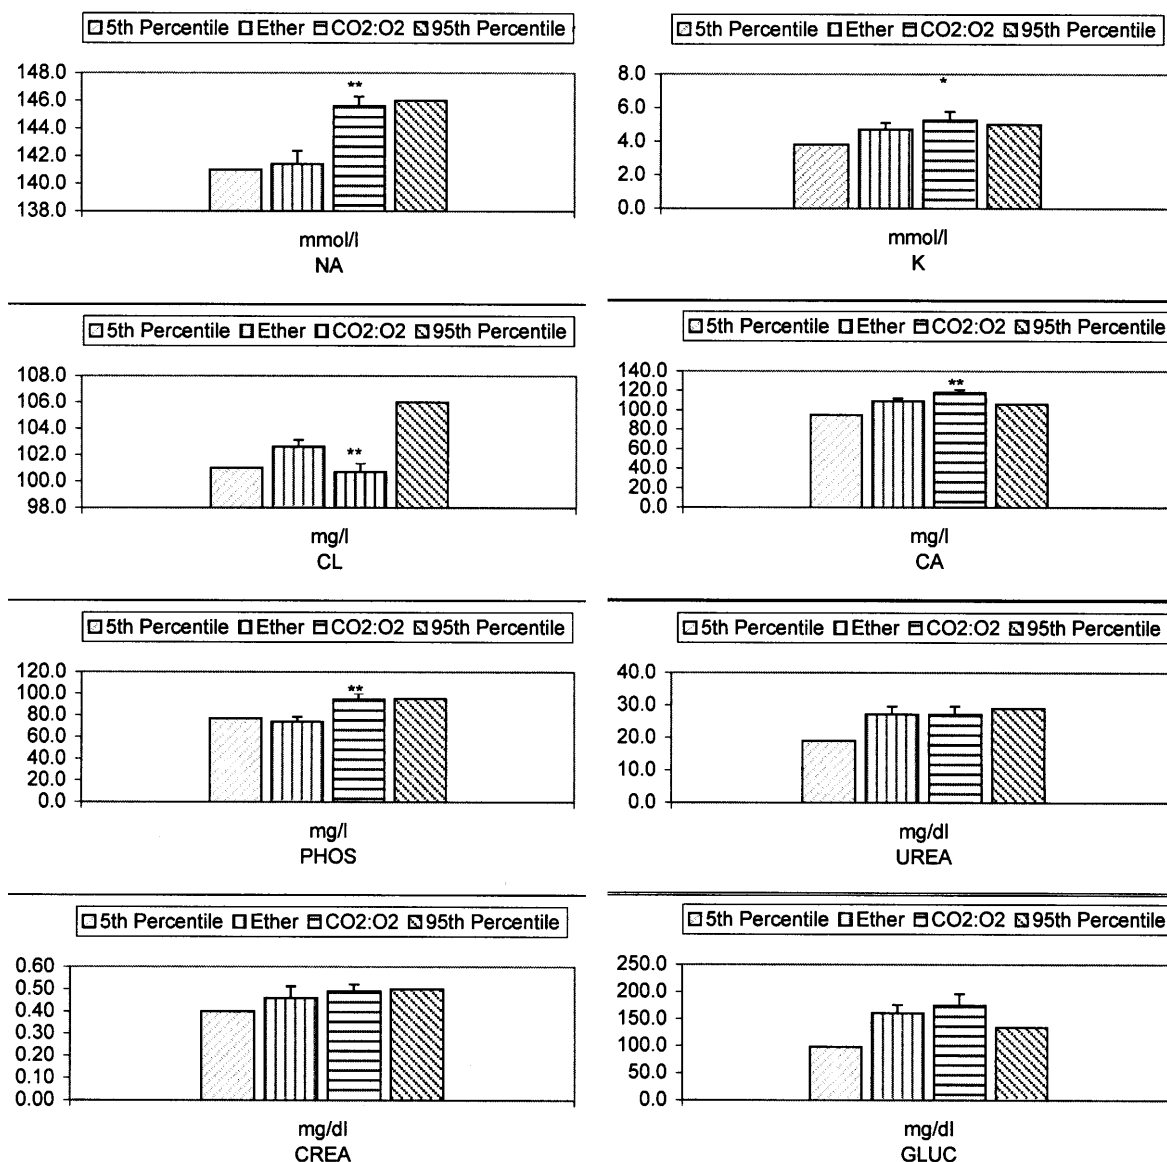 5th Percentile Ether CO2:O2 95th Percentile
148.0
**
146.0
144.0
142.0
140.0
138.0
mmol/l
NA
5th Percentile Ether CO2:O2 95th Percentile
8.0
*
6.0
4.0
2.0
0.0
mmol/l
K
5th Percentile Ether CO2:O2 95th Percentile
108.0
106.0
104.0
102.0
**
100.0
98.0
mg/l
CL
5th Percentile Ether CO2:O2 95th Percentile
140.0
**
120.0
100.0
80.0
60.0
40.0
20.0
0.0
mg/l
CA
5th Percentile Ether CO2:O2 95th Percentile
120.0
**
100.0
80.0
60.0
40.0
20.0
0.0
mg/l
PHOS
5th Percentile Ether CO2:O2 95th Percentile
40.0
30.0
20.0
10.0
0.0
mg/dl
UREA
5th Percentile Ether CO2:O2 95th Percentile
0.60
0.50
0.40
0.30
0.20
0.10
0.00
mg/dl
CREA
5th Percentile Ether CO2:O2 95th Percentile
250.0
200.0
150.0
100.0
50.0
0.0
mg/dl
GLUC